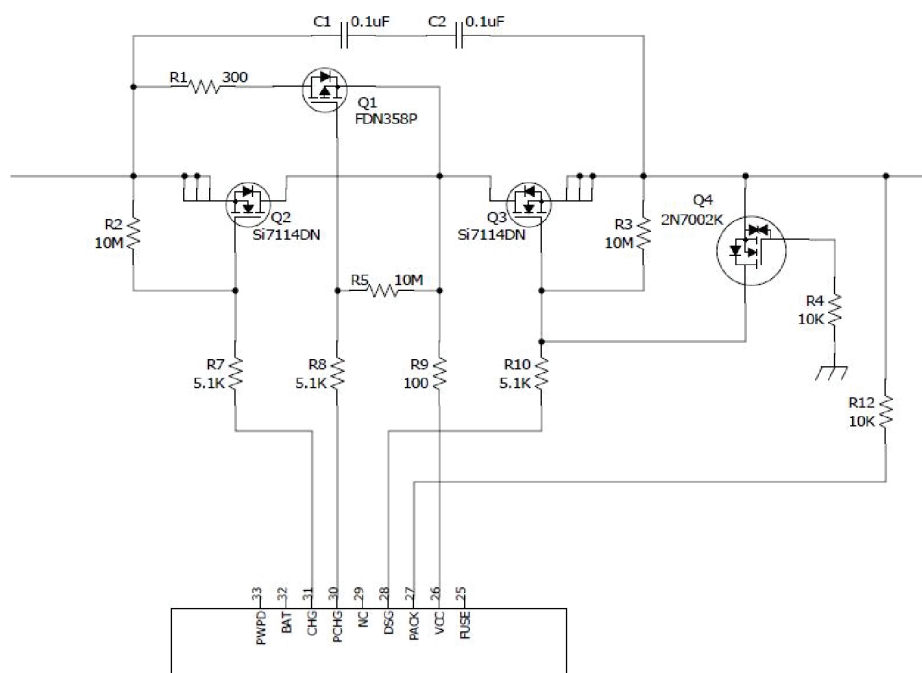 C1 0.1uF C2 0.1uF
R1 300
Q1
FDN358P
Q4
2N7002K
R2
10M
Q2
Si7114DN
Q3
Si7114DN
R3
10M
R5 10M
R4
10K
R7
5.1K
R8
5.1K
R9
100
R10
5.1K
R12
10K
33 32 31 30 29 28 27 26 25
PWPD BAT CHG PCHG NC DSG PACK VCC FUSE